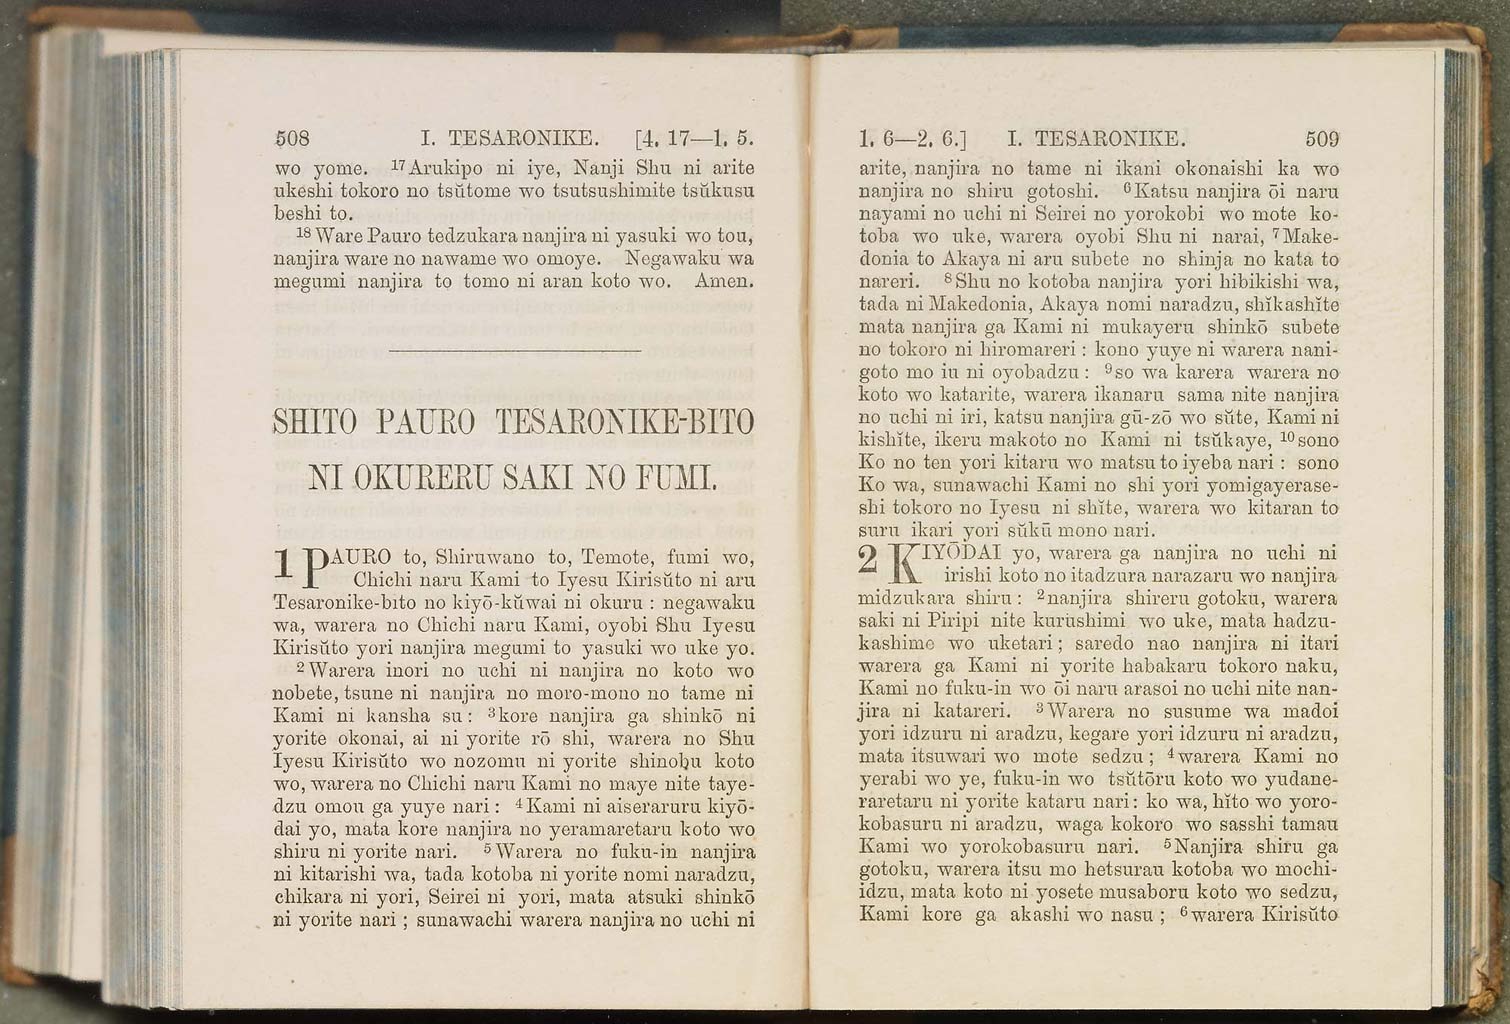 508 I. TESARONIKE. [4. 17—1. 5.
wo yome. 17 Arukipo ni iye, Nanji Shu ni arite
ukeshi tokoro no tsŭtome wo tsutsushimite tsŭkusu
beshi to.
18 Ware Pauro tedzukara nanjira ni yasuki wo tou,
nanjira ware no nawame wo omoye. Negawaku wa
megumi nanjira to tomo ni aran koto wo. Amen.
SHITO PAURO TESARONIKE-BITO
NI OKURERU SAKI NO FUMI.
1 PAURO to, Shiruwano to, Temote, fumi wo,
Chichi naru Kami to Iyesu Kirisŭto ni aru
Tesaronike-bito no kiyō-kŭwai ni okuru : negawaku
wa, warera no Chichi naru Kami, oyobi Shu Iyesu
Kirisŭto yori nanjira megumi to yasuki wo uke yo.
2 Warera inori no uchi ni nanjira no koto wo
nobete, tsune ni nanjira no moro-mono no tame ni
Kami ni kansha su : 3 kore nanjira ga shinkō ni
yorite okonai, ai ni yorite rō shi, warera no Shu
Iyesu Kirisŭto wo nozomu ni yorite shinobu koto
wo, warera no Chichi naru Kami no maye nite taye-
dzu omou ga yuye nari : 4 Kami ni aiseraruru kiyō-
dai yo, mata kore nanjira no yeramaretaru koto wo
shiru ni yorite nari. 5 Warera no fuku-in nanjira
ni kitarishi wa, tada kotoba ni yorite nomi naradzu,
chikara ni yori, Seirei ni yori, mata atsuki shinkō
ni yorite nari ; sunawachi warera nanjira no uchi ni
1. 6—2. 6.] I. TESARONIKE. 509
arite, nanjira no tame ni ikani okonaishi ka wo
nanjira no shiru gotoshi. 6 Katsu nanjira ōi naru
nayami no uchi ni Seirei no yorokobi wo mote ko-
toba wo uke, warera oyobi Shu ni narai, 7 Make-
donia to Akaya ni aru subete no shinja no kata to
nareri. 8 Shu no kotoba nanjira yori hibikishi wa,
tada ni Makedonia, Akaya nomi naradzu, shĭkashĭte
mata nanjira ga Kami ni mukayeru shinkō subete
no tokoro ni hiromareri : kono yuye ni warera nani-
goto mo iu ni oyobadzu : 9 so wa karera warera no
koto wo katarite, warera ikanaru sama nite nanjira
no uchi ni iri, katsu nanjira gū-zō wo sŭte, Kami ni
kishĭte, ikeru makoto no Kami ni tsŭkaye, 10 sono
Ko no ten yori kitaru wo matsu to iyeba nari : sono
Ko wa, sunawachi Kami no shi yori yomigayerase-
shi tokoro no Iyesu ni shĭte, warera wo kitaran to
suru ikari yori sŭkū mono nari.
2 KIYŌDAI yo, warera ga nanjira no uchi ni
irishi koto no itadzura narazaru wo nanjira
midzukara shiru : 2 nanjira shireru gotoku, warera
saki ni Piripi nite kurushimi wo uke, mata hadzu-
kashime wo uketari ; saredo nao nanjira ni itari
warera ga Kami ni yorite habakaru tokoro naku,
Kami no fuku-in wo ōi naru arasoi no uchi nite nan-
jira ni katareri. 3 Warera no susume wa madoi
yori idzuru ni aradzu, kegare yori idzuru ni aradzu,
mata itsuwari wo mote sedzu ; 4 warera Kami no
yerabi wo ye, fuku-in wo tsŭtōru koto wo yudane-
raretaru ni yorite kataru nari : ko wa, hĭto wo yoro-
kobasuru ni aradzu, waga kokoro wo sasshi tamau
Kami wo yorokobasuru nari. 5 Nanjira shiru ga
gotoku, warera itsu mo hetsurau kotoba wo mochi-
idzu, mata koto ni yosete musaboru koto wo sedzu,
Kami kore ga akashi wo nasu ; 6 warera Kirisŭto